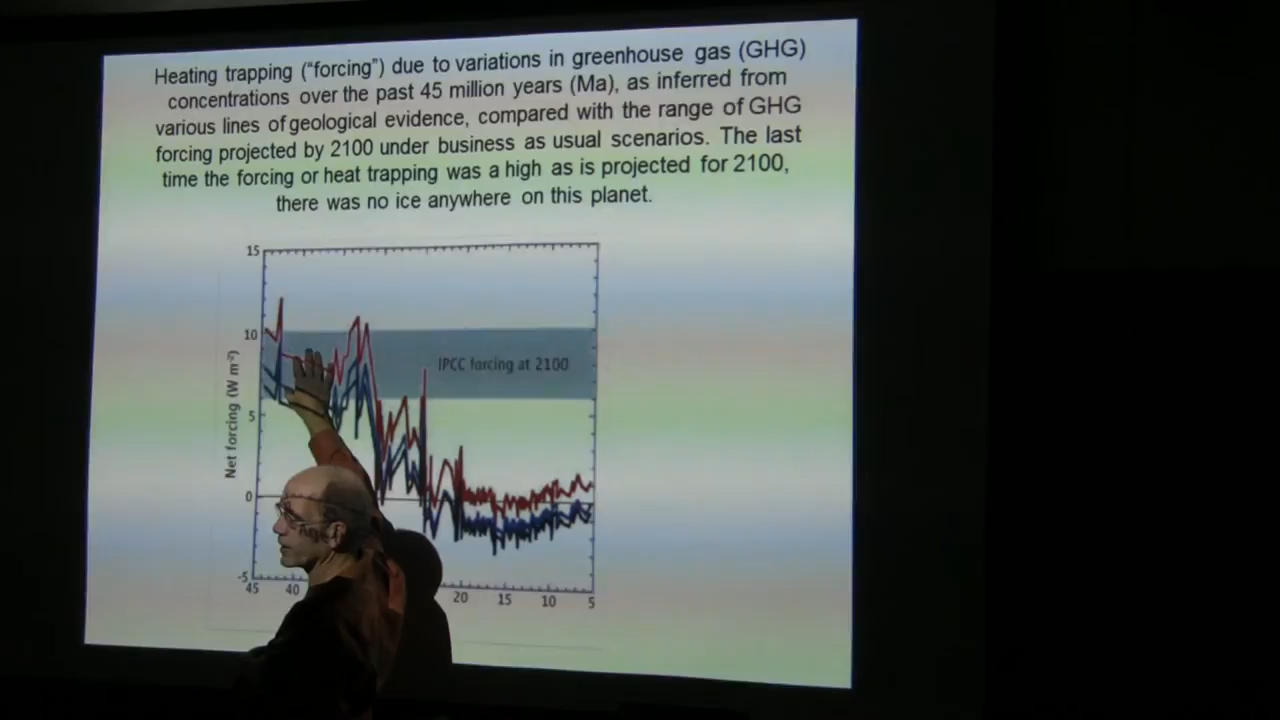 Heating trapping ("forcing") due to variations in greenhouse gas (GHG)
concentrations over the past 45 million years (Ma), as inferred from
various lines of geological evidence, compared with the range of GHG
forcing projected by 2100 under business as usual scenarios. The last
time the forcing or heat trapping was a high as is projected for 2100,
there was no ice anywhere on this planet.
15
10
IPCC forcing at 2100
Net forcing (W m⁻²)
5
0
-5
45 40 20 15 10 5